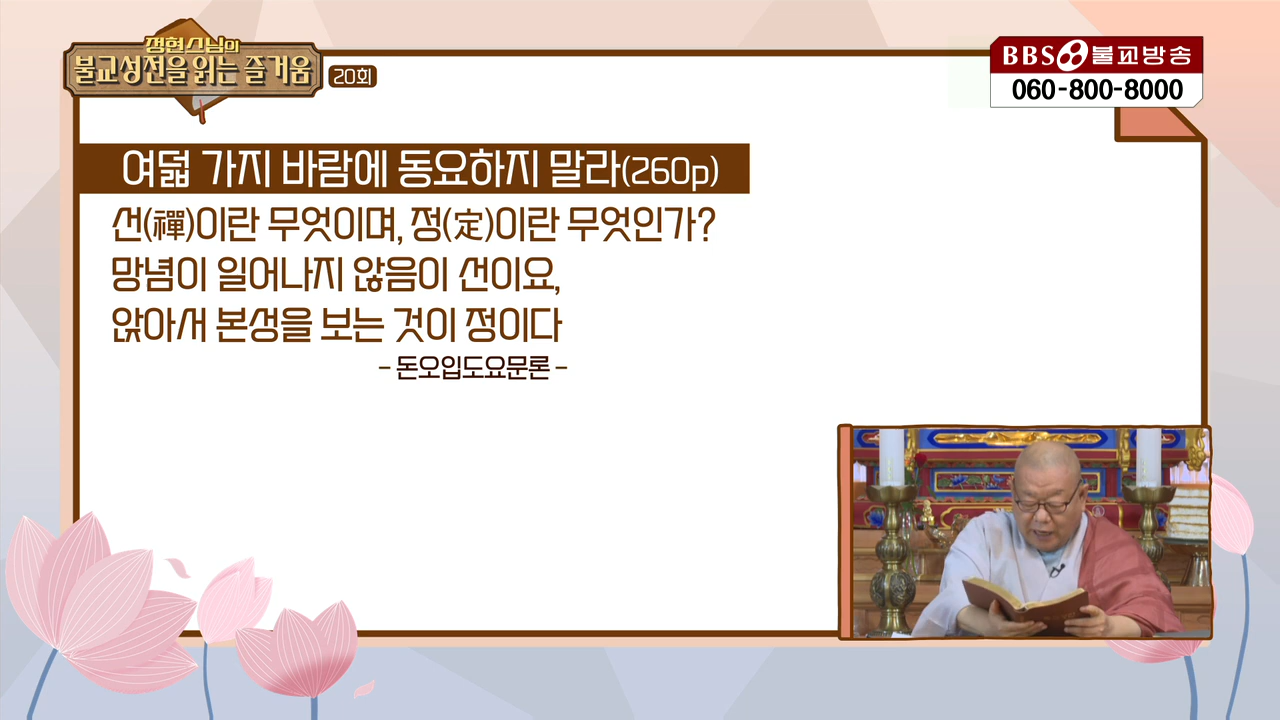 정현스님의
불교성전을 읽는 즐거움
20회
BBS 불교방송
060-800-8000
여덟 가지 바람에 동요하지 말라(260p)
선(禪)이란 무엇이며, 정(定)이란 무엇인가?
망념이 일어나지 않음이 선이요,
앉아서 본성을 보는 것이 정이다
- 돈오입도요문론 -